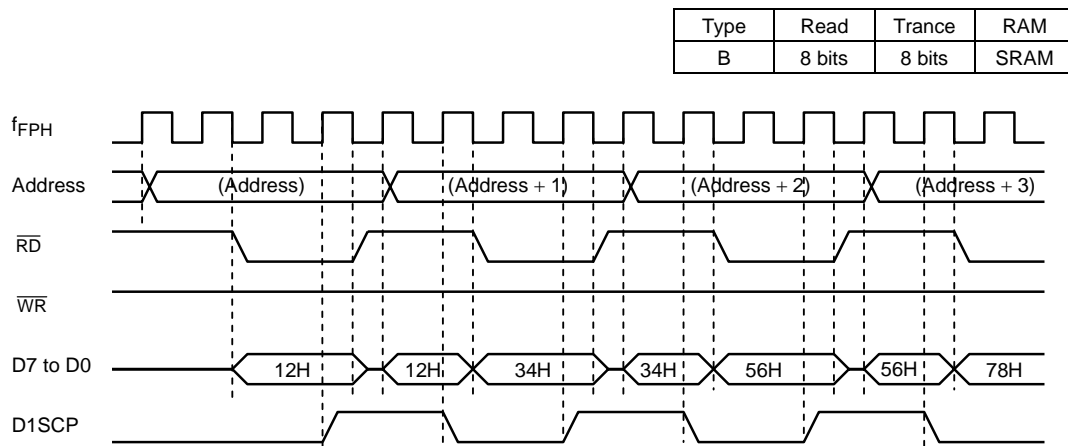 Type Read Trance RAM
B 8 bits 8 bits SRAM
fFPH
Address (Address) (Address + 1) (Address + 2) (Address + 3)
RD
WR
D7 to D0 12H 12H 34H 34H 56H 56H 78H
D1SCP